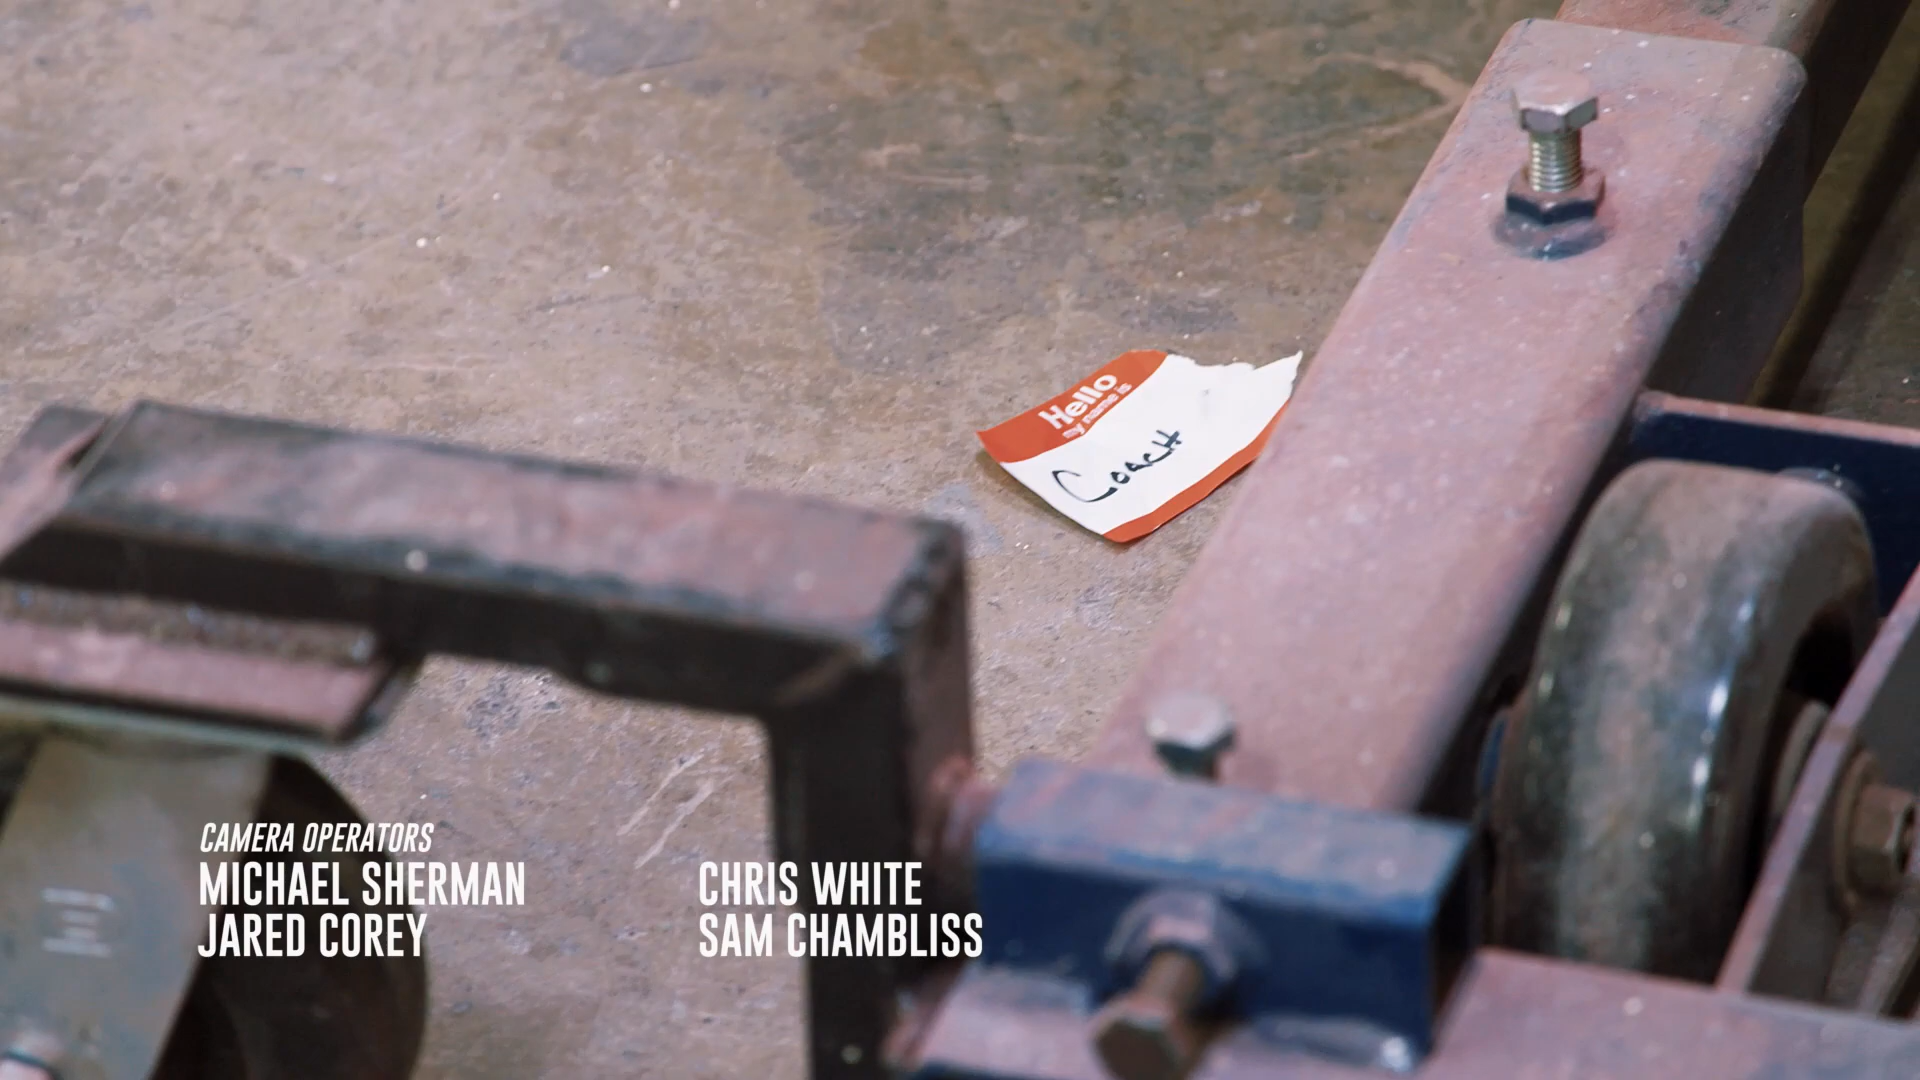 Hello
my name is
Coach
CAMERA OPERATORS
MICHAEL SHERMAN
JARED COREY
CHRIS WHITE
SAM CHAMBLISS